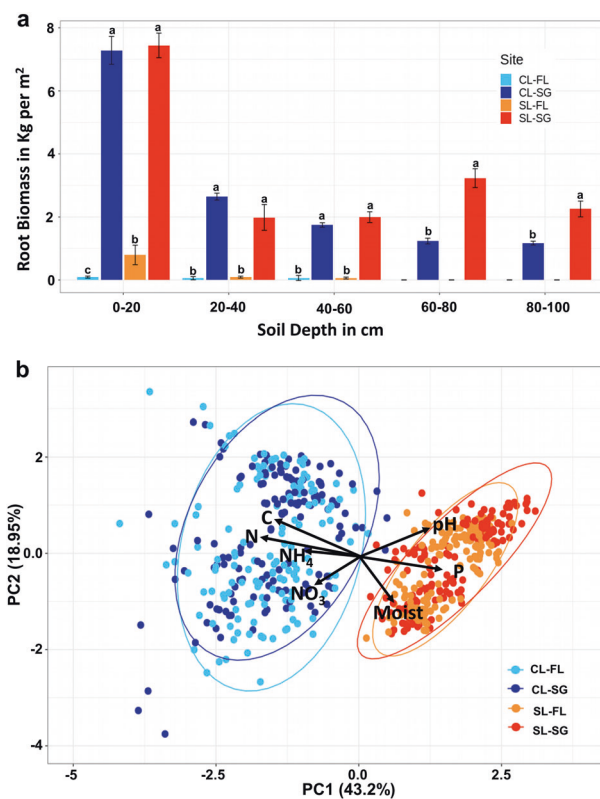 a
Root Biomass in Kg per m²
8
6
4
2
0
a
a
c
b
a
a
b
b
a
a
b
b
b
a
b
a
Site
CL-FL
CL-SG
SL-FL
SL-SG
0-20
20-40
40-60
60-80
80-100
Soil Depth in cm
b
PC2 (18.95%)
2
0.0
-2
-4
C
N
NH₄
NO₃
pH
P
Moist
CL-FL
CL-SG
SL-FL
SL-SG
-5
-2.5
0.0
2.5
PC1 (43.2%)